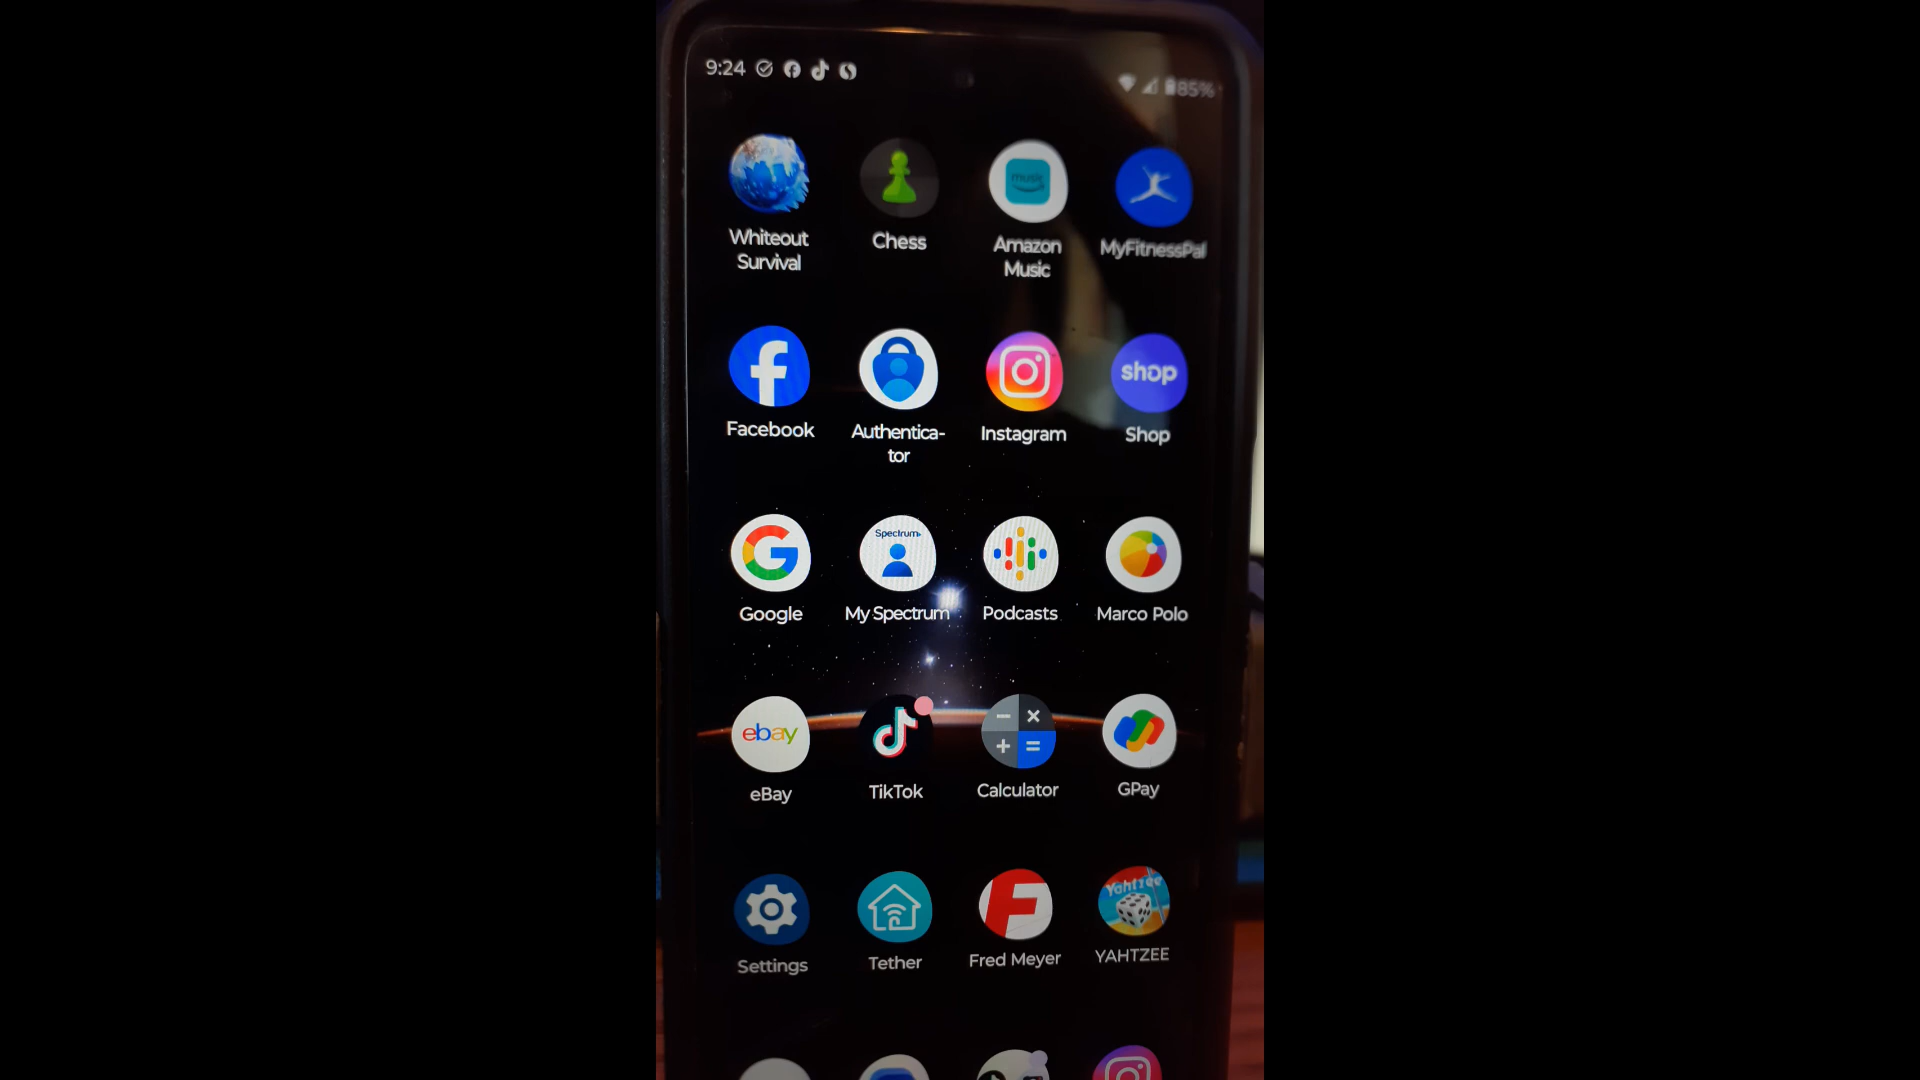 9:24
85%
Whiteout
Survival
Chess
music
Amazon
Music
MyFitnessPal
Facebook
Authentica-
tor
Instagram
shop
Shop
Google
Spectrum
My Spectrum
Podcasts
Marco Polo
ebay
eBay
TikTok
Calculator
GPay
Settings
Tether
Fred Meyer
Yahtzee
YAHTZEE